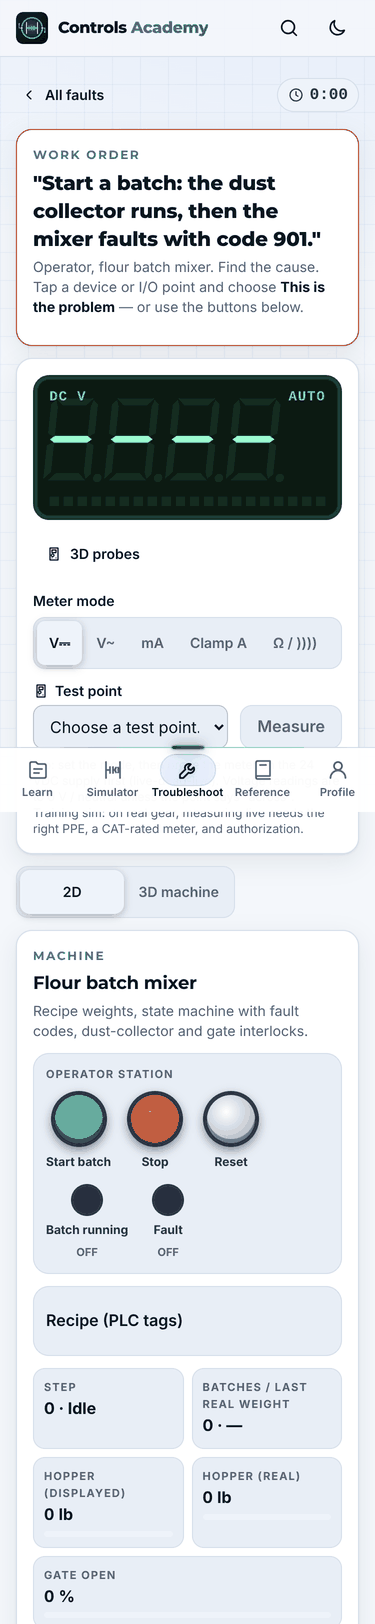 Controls Academy
All faults
0:00
WORK ORDER
"Start a batch: the dust
collector runs, then the
mixer faults with code 901."
Operator, flour batch mixer. Find the cause.
Tap a device or I/O point and choose This is
the problem — or use the buttons below.
DC V
AUTO
3D probes
Meter mode
V⎓
V~
mA
Clamp A
Ω / ))))
Test point
Choose a test point.
Measure
Learn
Simulator
Troubleshoot
Reference
Profile
Training sim: on real gear, measuring live needs the
right PPE, a CAT-rated meter, and authorization.
2D
3D machine
MACHINE
Flour batch mixer
Recipe weights, state machine with fault
codes, dust-collector and gate interlocks.
OPERATOR STATION
Start batch
Stop
Reset
Batch running
Fault
OFF
OFF
Recipe (PLC tags)
STEP
0 · Idle
BATCHES / LAST
REAL WEIGHT
0 · —
HOPPER
(DISPLAYED)
0 lb
HOPPER (REAL)
0 lb
GATE OPEN
0 %